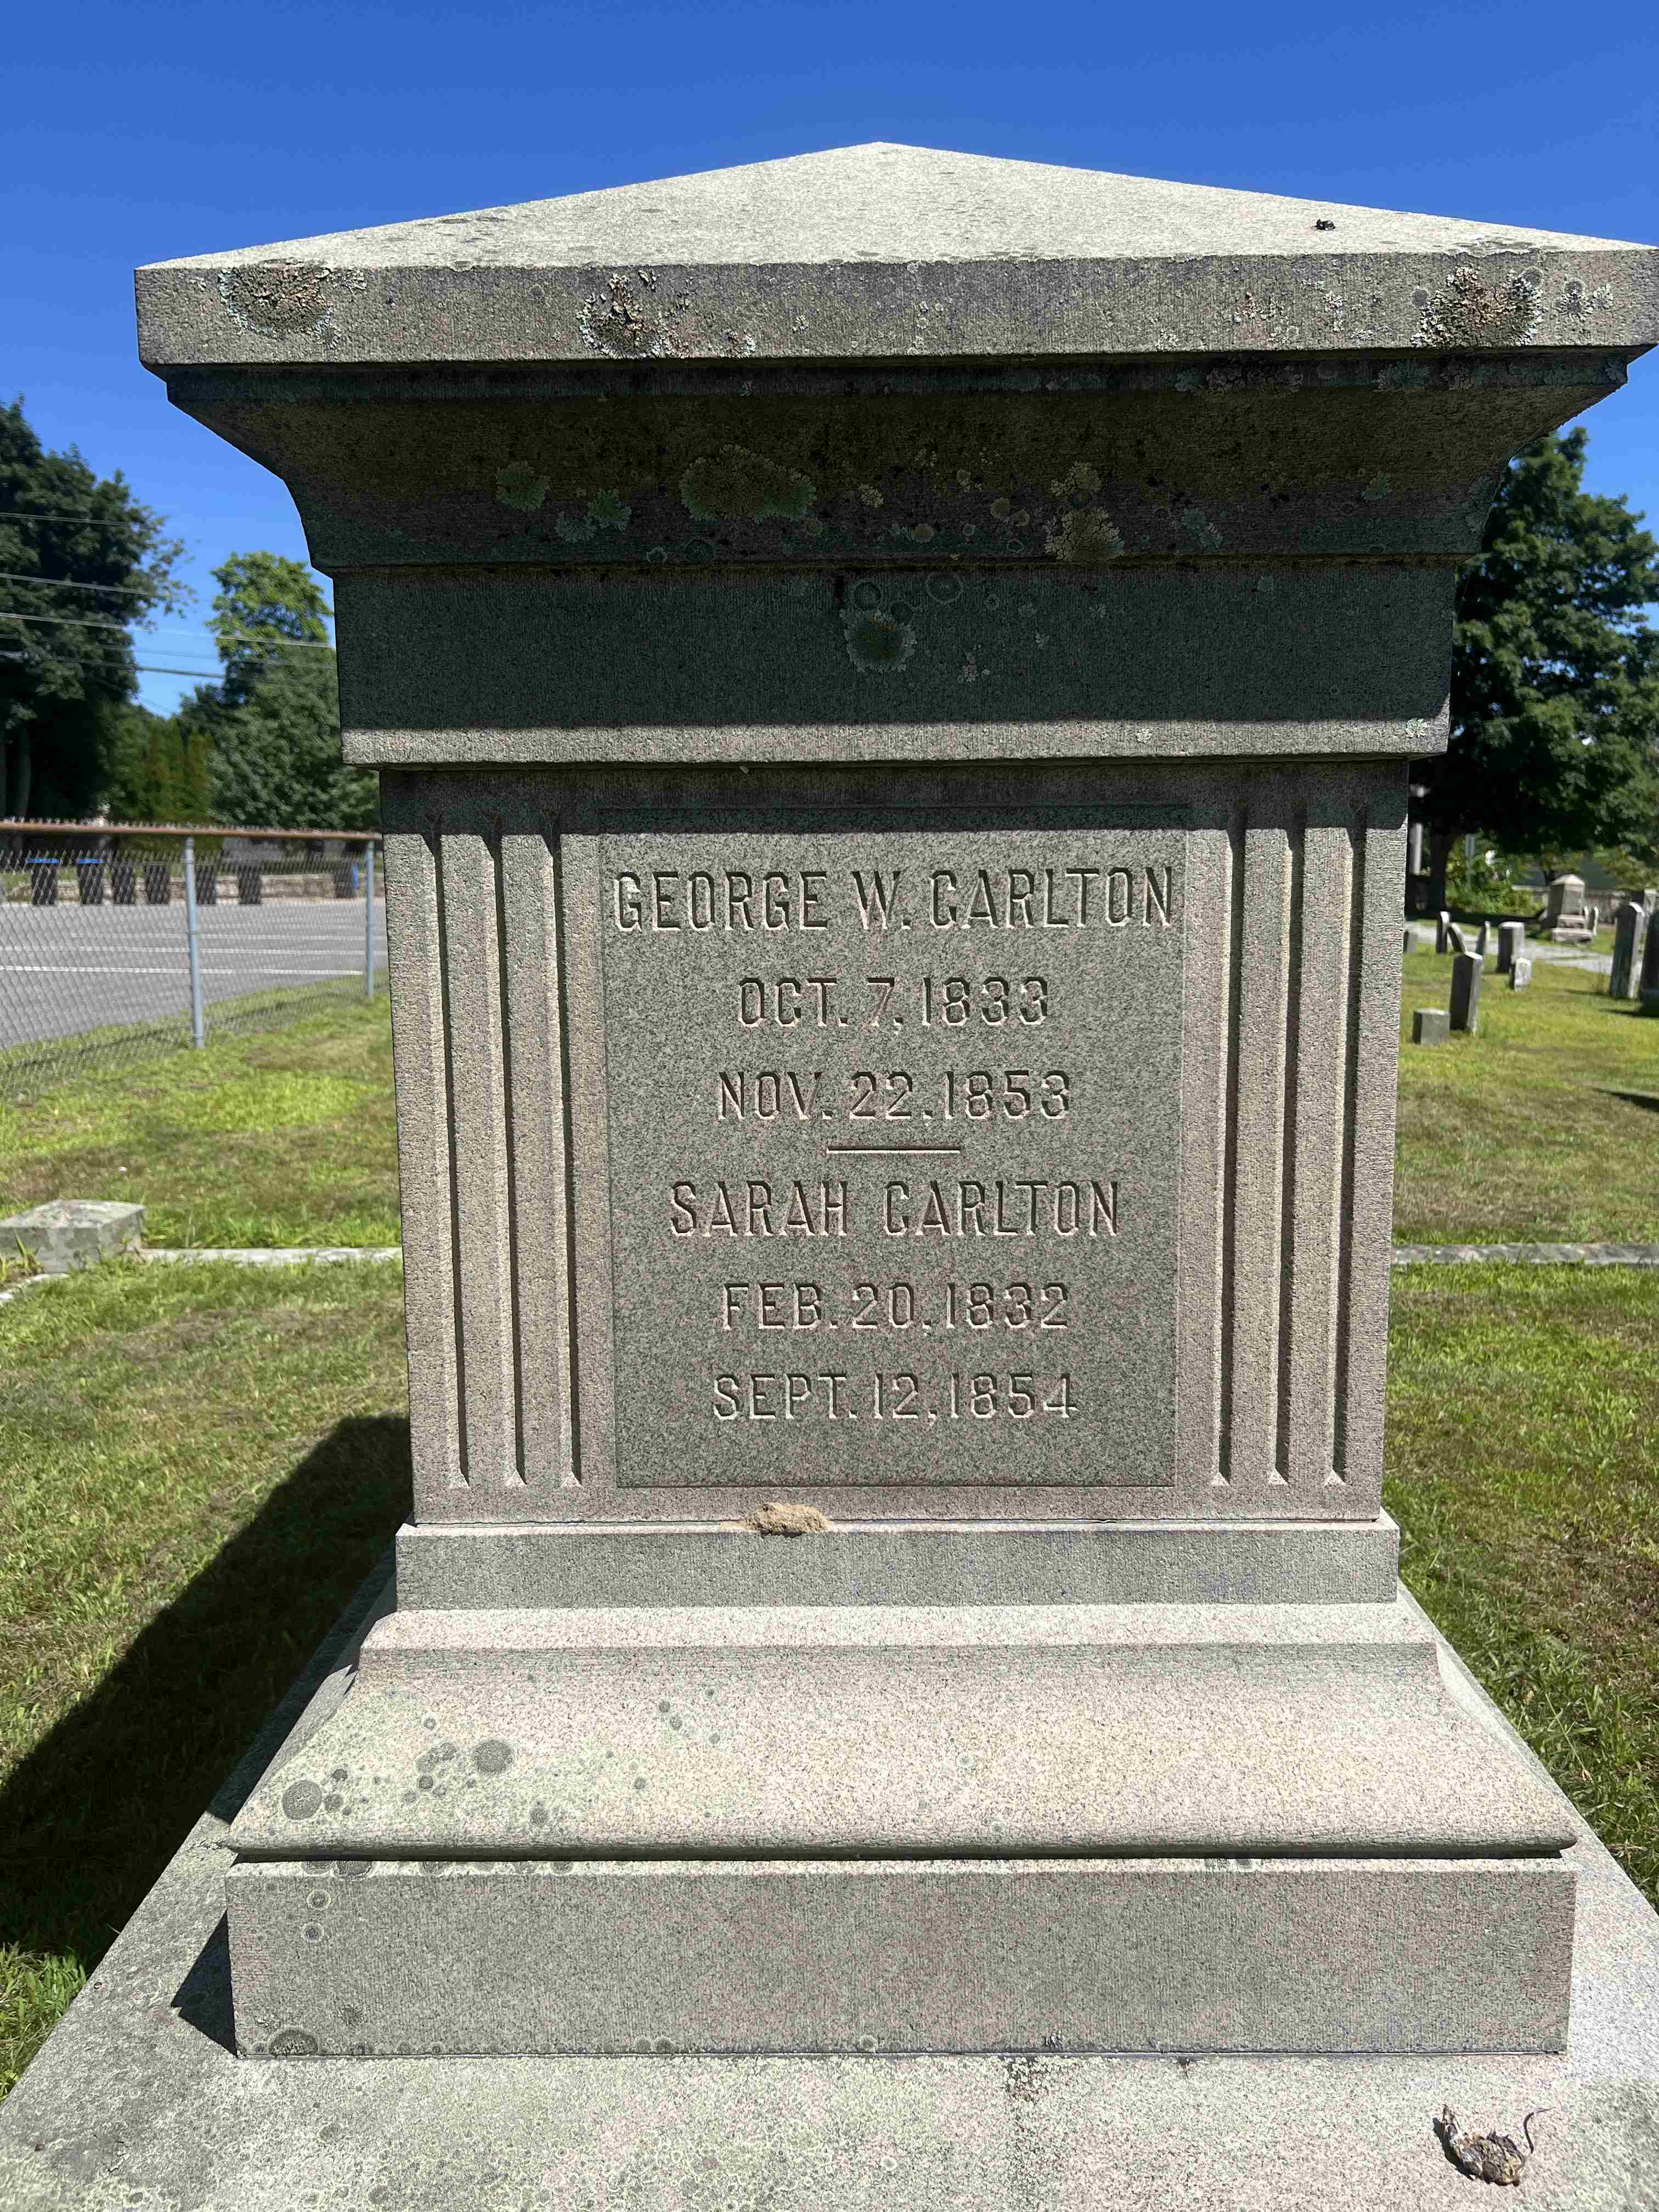 GEORGE W. CARLTON
OCT. 7, 1833
NOV. 22, 1853
SARAH CARLTON
FEB. 20, 1832
SEPT. 12, 1854